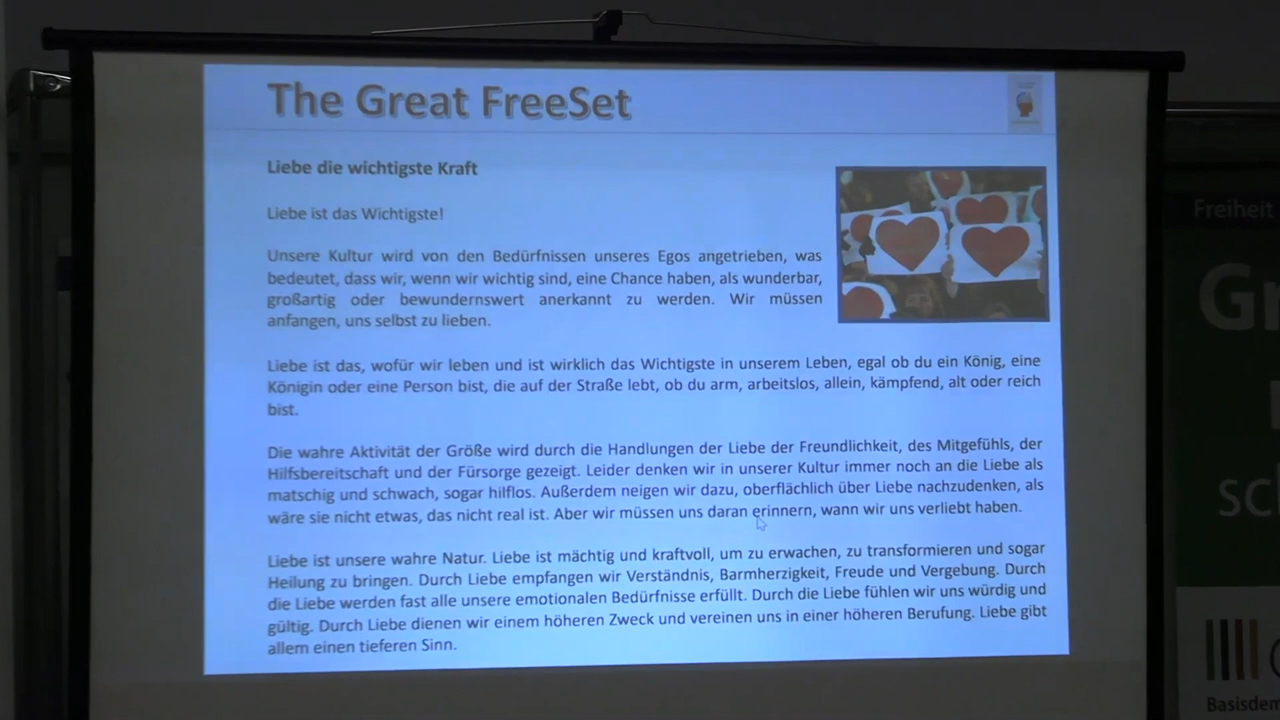 The Great FreeSet
Liebe die wichtigste Kraft
Liebe ist das Wichtigste!
Unsere Kultur wird von den Bedürfnissen unseres Egos angetrieben, was
bedeutet, dass wir, wenn wir wichtig sind, eine Chance haben, als wunderbar,
großartig oder bewundernswert anerkannt zu werden. Wir müssen
anfangen, uns selbst zu lieben.
Liebe ist das, wofür wir leben und ist wirklich das Wichtigste in unserem Leben, egal ob du ein König, eine
Königin oder eine Person bist, die auf der Straße lebt, ob du arm, arbeitslos, allein, kämpfend, alt oder reich
bist.
Die wahre Aktivität der Größe wird durch die Handlungen der Liebe der Freundlichkeit, des Mitgefühls, der
Hilfsbereitschaft und der Fürsorge gezeigt. Leider denken wir in unserer Kultur immer noch an die Liebe als
matschig und schwach, sogar hilflos. Außerdem neigen wir dazu, oberflächlich über Liebe nachzudenken, als
wäre sie nicht etwas, das nicht real ist. Aber wir müssen uns daran erinnern, wann wir uns verliebt haben.
Liebe ist unsere wahre Natur. Liebe ist mächtig und kraftvoll, um zu erwachen, zu transformieren und sogar
Heilung zu bringen. Durch Liebe empfangen wir Verständnis, Barmherzigkeit, Freude und Vergebung. Durch
die Liebe werden fast alle unsere emotionalen Bedürfnisse erfüllt. Durch die Liebe fühlen wir uns würdig und
gültig. Durch Liebe dienen wir einem höheren Zweck und vereinen uns in einer höheren Berufung. Liebe gibt
allem einen tieferen Sinn.
Freiheit